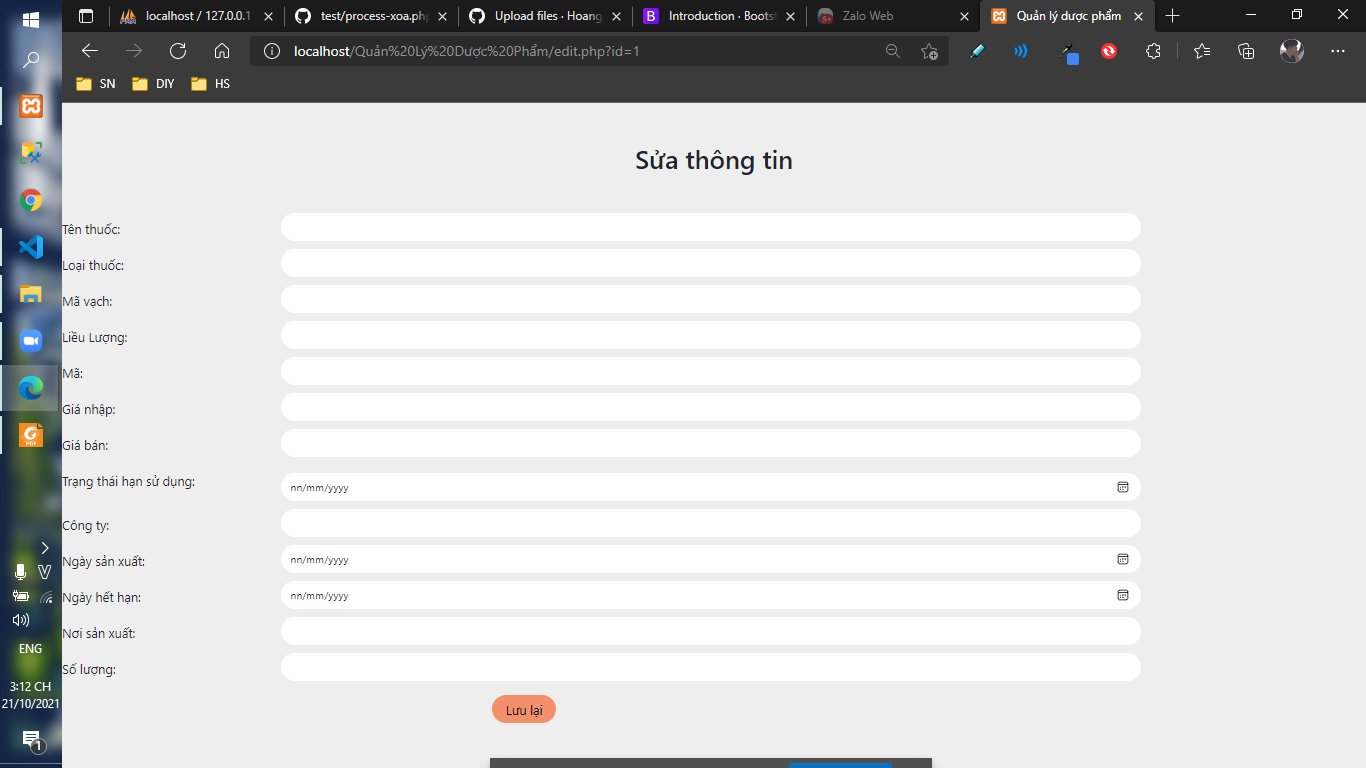 localhost / 127.0.0.1
test/process-xoa.php
Upload files · Hoang
Introduction · Boots
Zalo Web
Quản lý dược phẩm
localhost/Quản%20Lý%20Dược%20Phẩm/edit.php?id=1
SN
DIY
HS
Sửa thông tin
Tên thuốc:
Loại thuốc:
Mã vạch:
Liều Lượng:
Mã:
Giá nhập:
Giá bán:
Trạng thái hạn sử dụng:
nn/mm/yyyy
Công ty:
Ngày sản xuất:
nn/mm/yyyy
Ngày hết hạn:
nn/mm/yyyy
Nơi sản xuất:
Số lượng:
Lưu lại
ENG
3:12 CH
21/10/2021
1